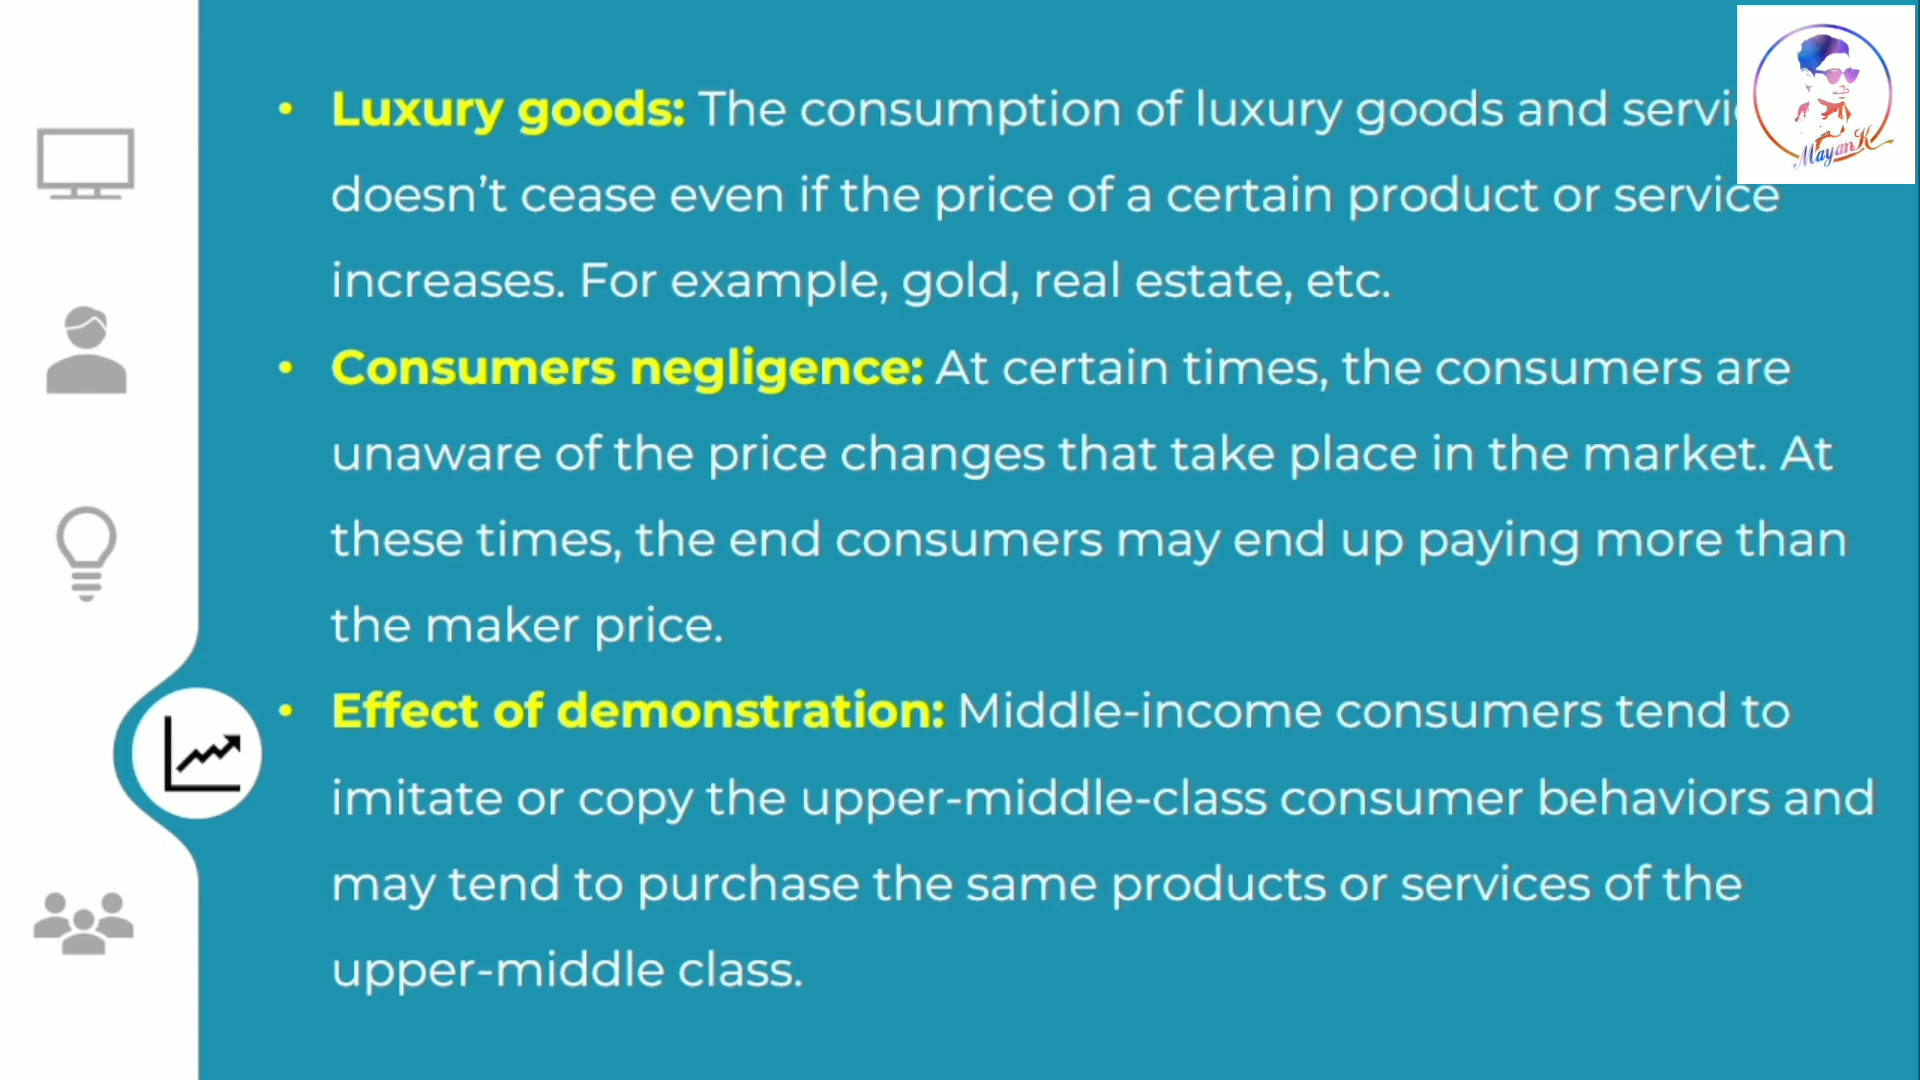 • Luxury goods: The consumption of luxury goods and
doesn’t cease even if the price of a certain product or service
increases. For example, gold, real estate, etc.
• Consumers negligence: At certain times, the consumers are
unaware of the price changes that take place in the market. At
these times, the end consumers may end up paying more than
the maker price.
• Effect of demonstration: Middle-income consumers tend to
imitate or copy the upper-middle-class consumer behaviors and
may tend to purchase the same products or services of the
upper-middle class.
MayanK